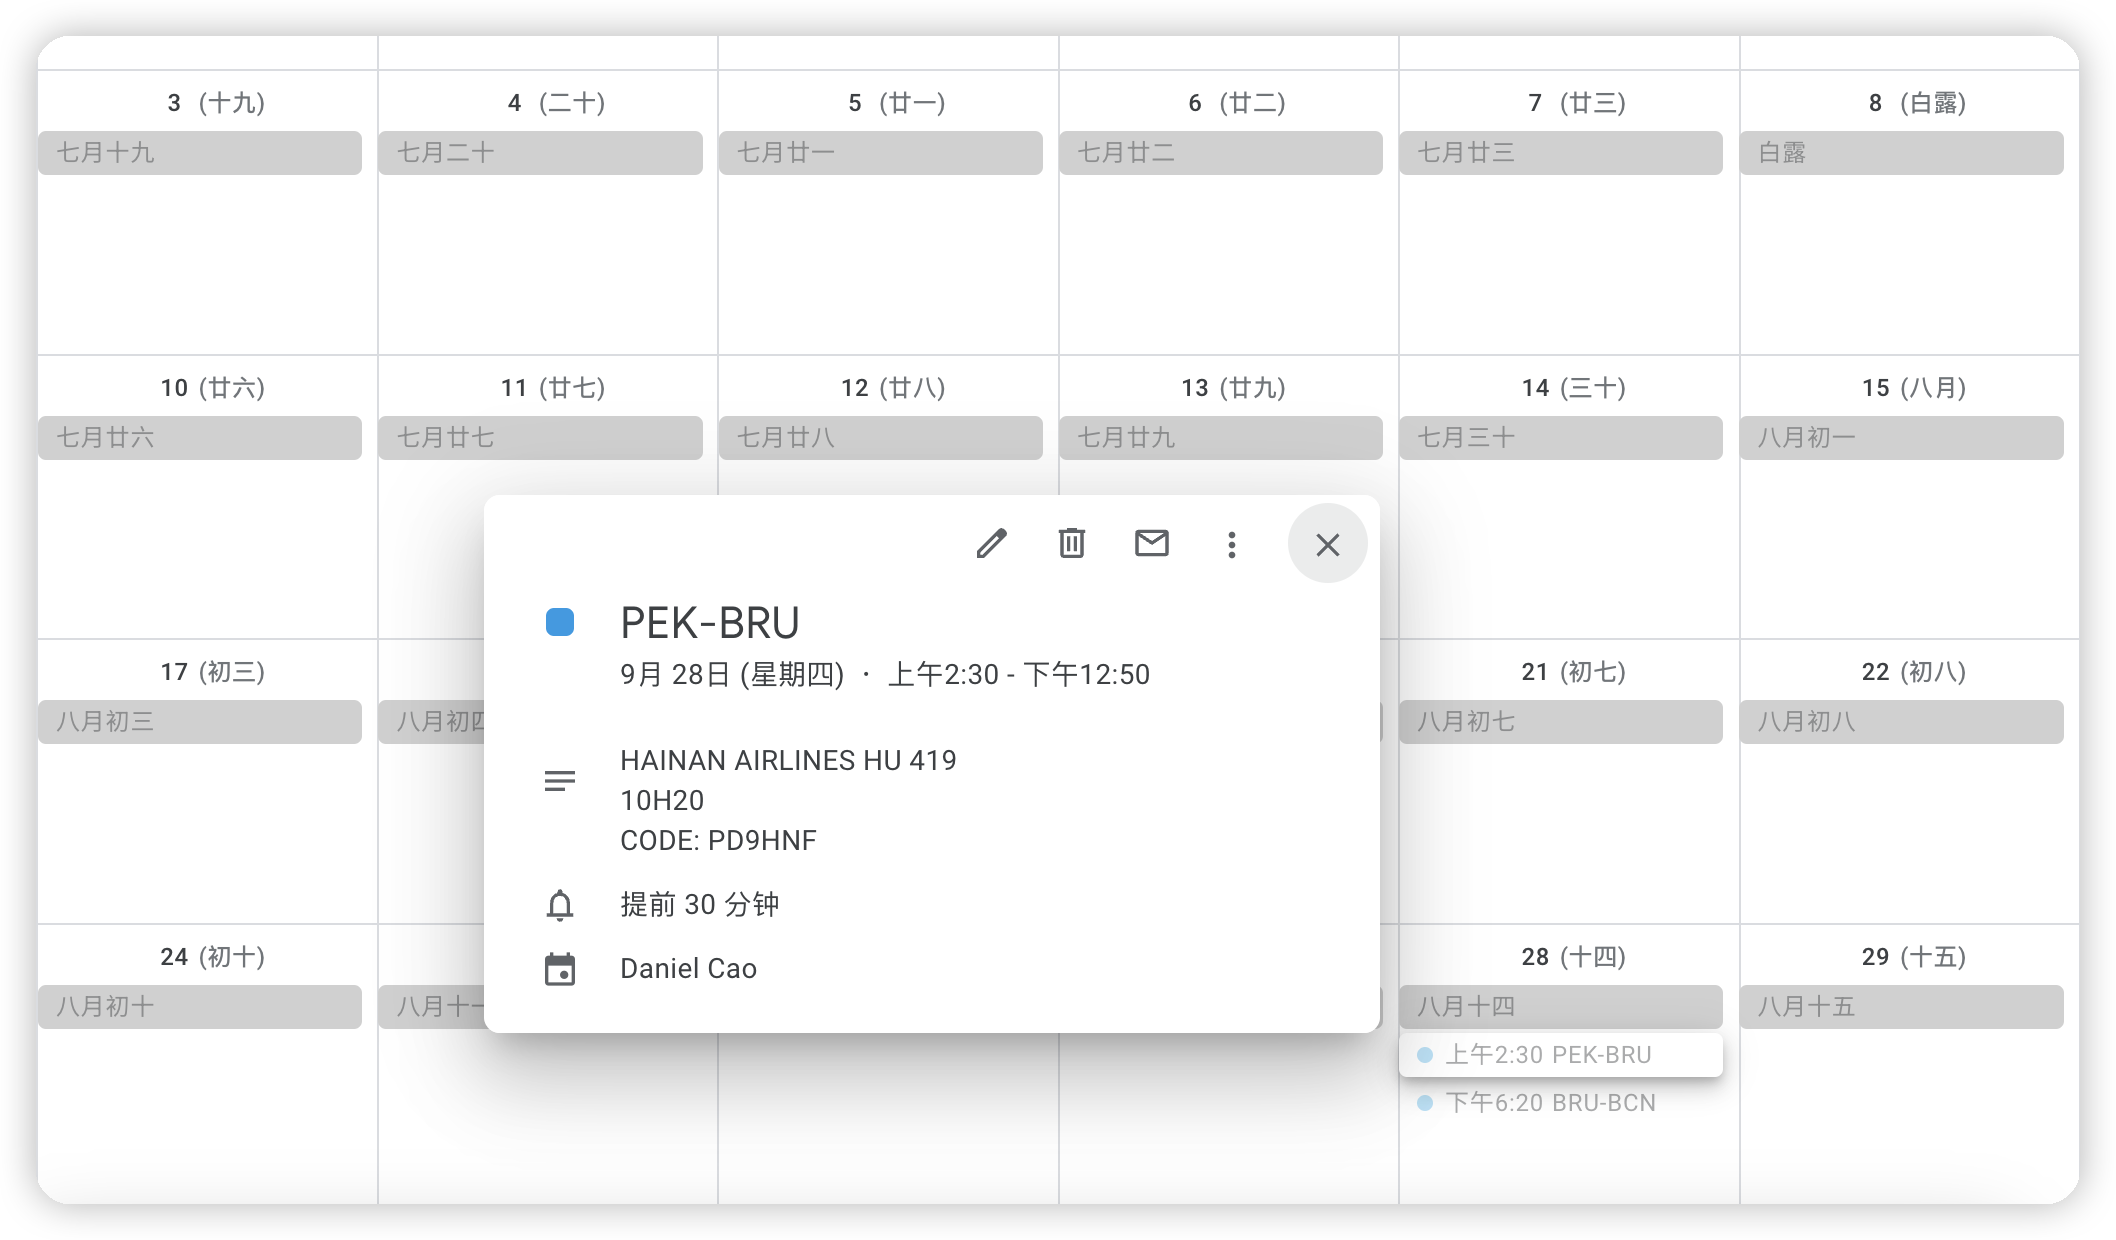 3 (十九)
4 (二十)
5 (廿一)
6 (廿二)
7 (廿三)
8 (白露)
七月十九
七月二十
七月廿一
七月廿二
七月廿三
白露
10 (廿六)
11 (廿七)
12 (廿八)
13 (廿九)
14 (三十)
15 (八月)
七月廿六
七月廿七
七月廿八
七月廿九
七月三十
八月初一
17 (初三)
21 (初七)
22 (初八)
八月初三
八月初四
八月初七
八月初八
24 (初十)
28 (十四)
29 (十五)
八月初十
八月十一
八月十四
八月十五
上午2:30 PEK-BRU
下午6:20 BRU-BCN
PEK-BRU
9月 28日 (星期四) · 上午2:30 - 下午12:50
HAINAN AIRLINES HU 419
10H20
CODE: PD9HNF
提前 30 分钟
Daniel Cao